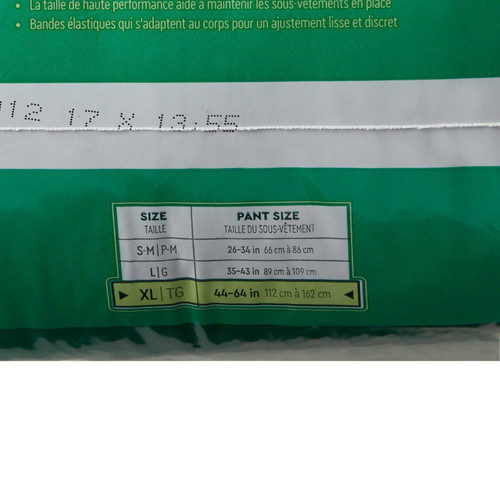 • La taille de haute performance aide à maintenir les sous-vêtements en place
• Bandes élastiques qui s'adaptent au corps pour un ajustement lisse et discret
112 17 X 13:55
SIZE PANT SIZE
TAILLE TAILLE DU SOUS-VÊTEMENT
S-M|P-M 26-34 in 66 cm à 86 cm
L|G 35-43 in 89 cm à 109 cm
XL|TG 44-64 in 112 cm à 162 cm